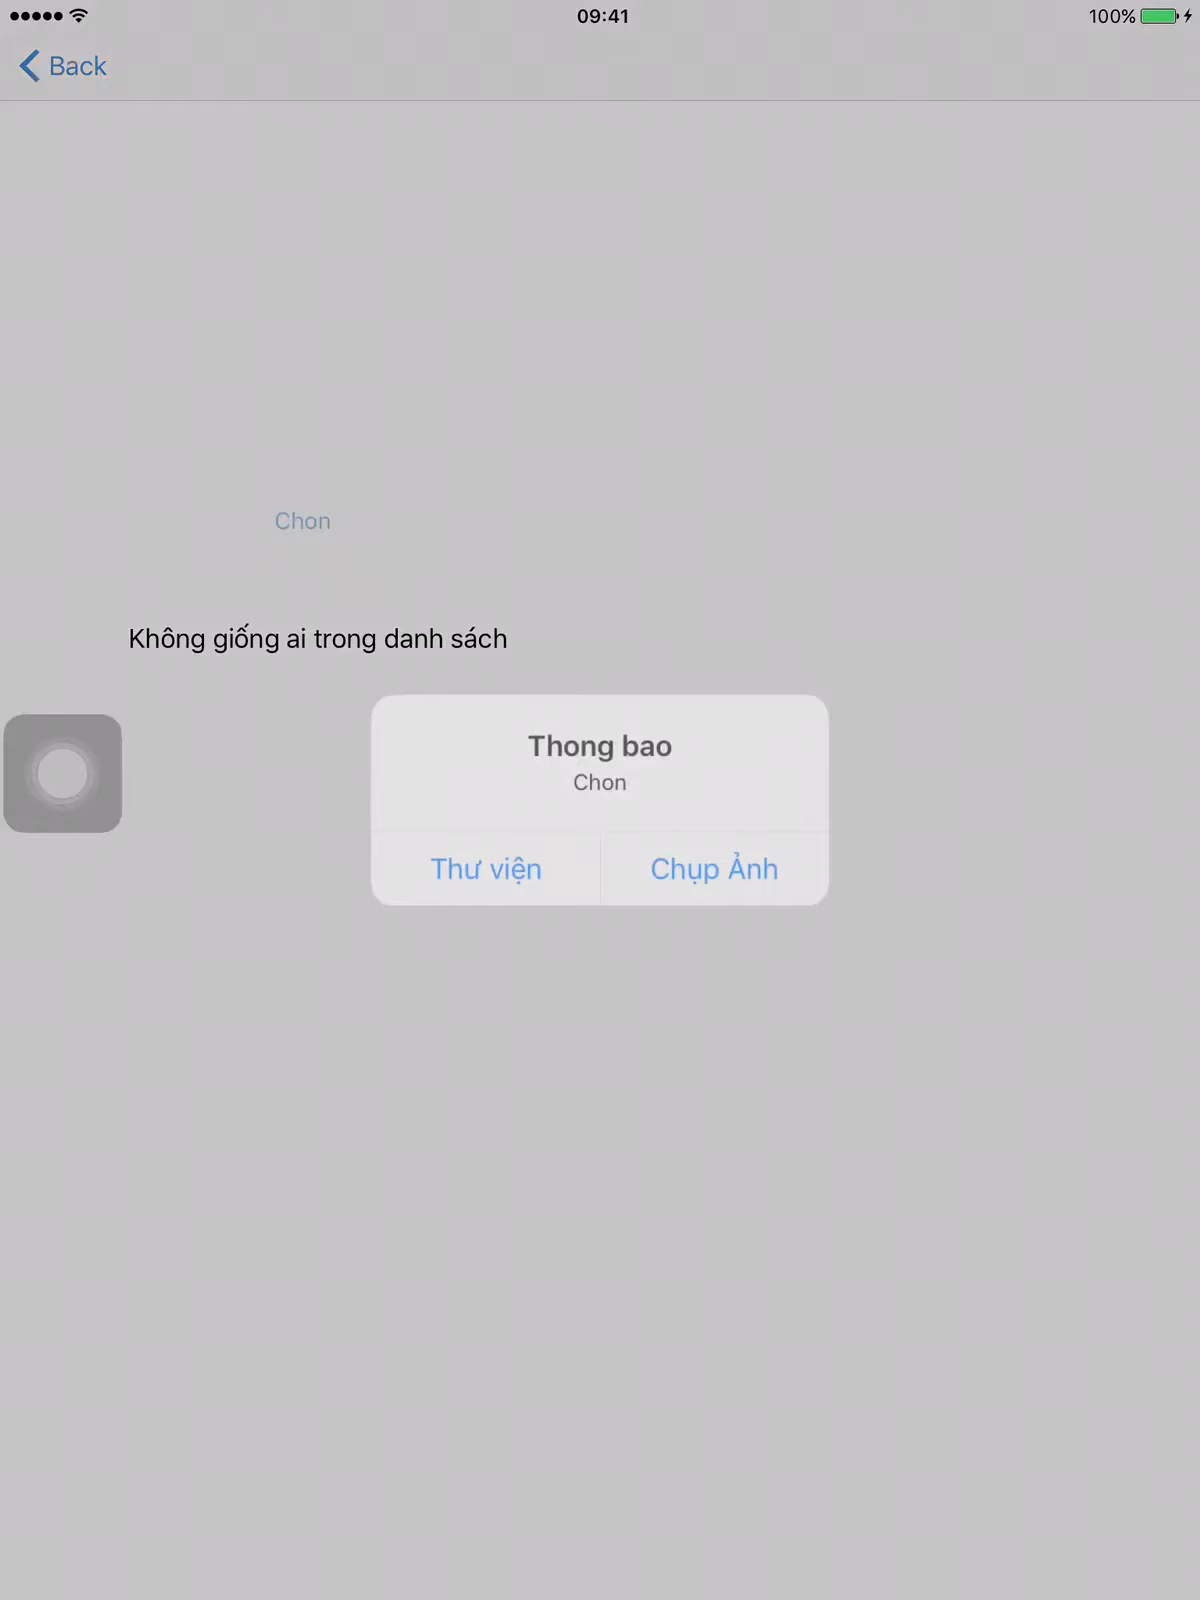 09:41
100%
Back
Chon
Không giống ai trong danh sách
Thong bao
Chon
Thư viện
Chụp Ảnh